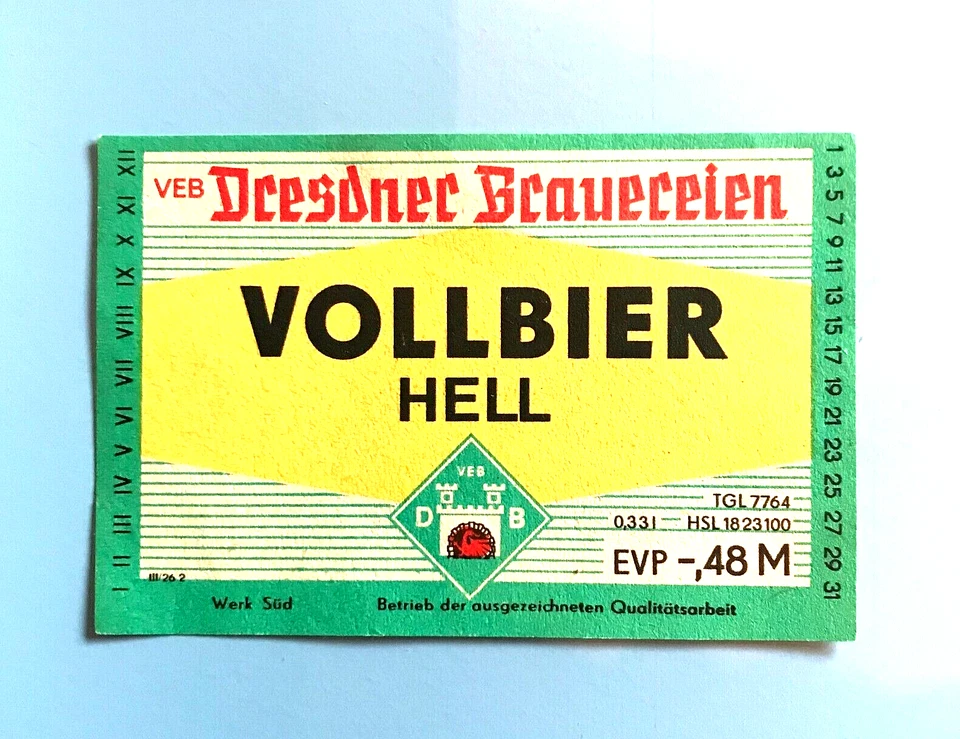 VEB Dresdner Brauereien
VOLLBIER
HELL
VEB
D B
TGL 7764
0,33 l HSL 18 23 100
EVP -,48 M
III/26 2
Werk Süd Betrieb der ausgezeichneten Qualitätsarbeit
I II III IV V VI VII VIII IX X XI XII
1 3 5 7 9 11 13 15 17 19 21 23 25 27 29 31